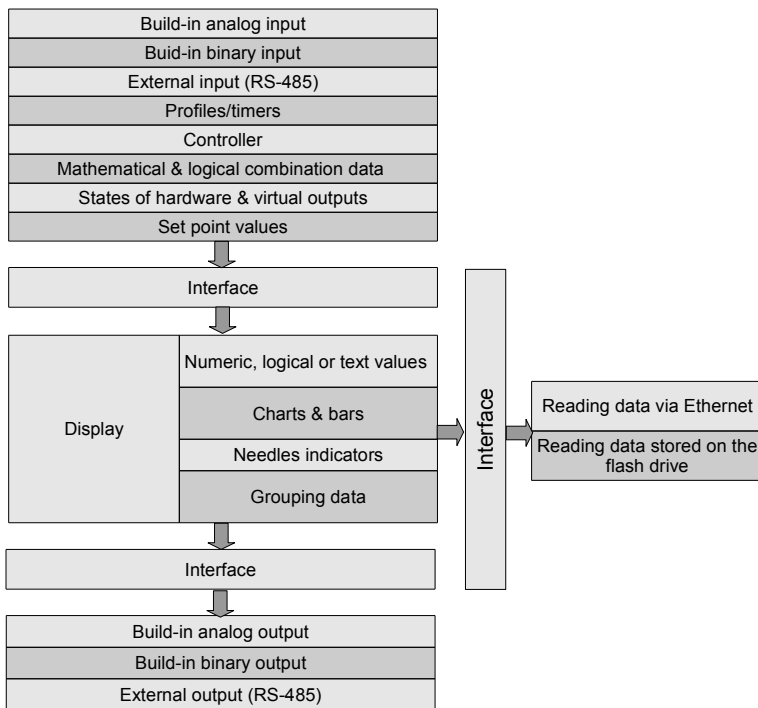 Build-in analog input
Buid-in binary input
External input (RS-485)
Profiles/timers
Controller
Mathematical & logical combination data
States of hardware & virtual outputs
Set point values
Interface
Display
Numeric, logical or text values
Charts & bars
Needles indicators
Grouping data
Interface
Reading data via Ethernet
Reading data stored on the
flash drive
Interface
Build-in analog output
Build-in binary output
External output (RS-485)